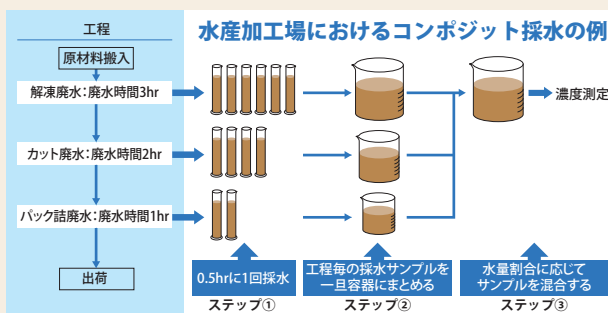 水産加工場におけるコンポジット採水の例
工程
原材料搬入
解凍廃水:廃水時間3hr
カット廃水:廃水時間2hr
パック詰廃水:廃水時間1hr
出荷
濃度測定
0.5hrに1回採水
ステップ①
工程毎の採水サンプルを
一旦容器にまとめる
ステップ②
水量割合に応じて
サンプルを混合する
ステップ③